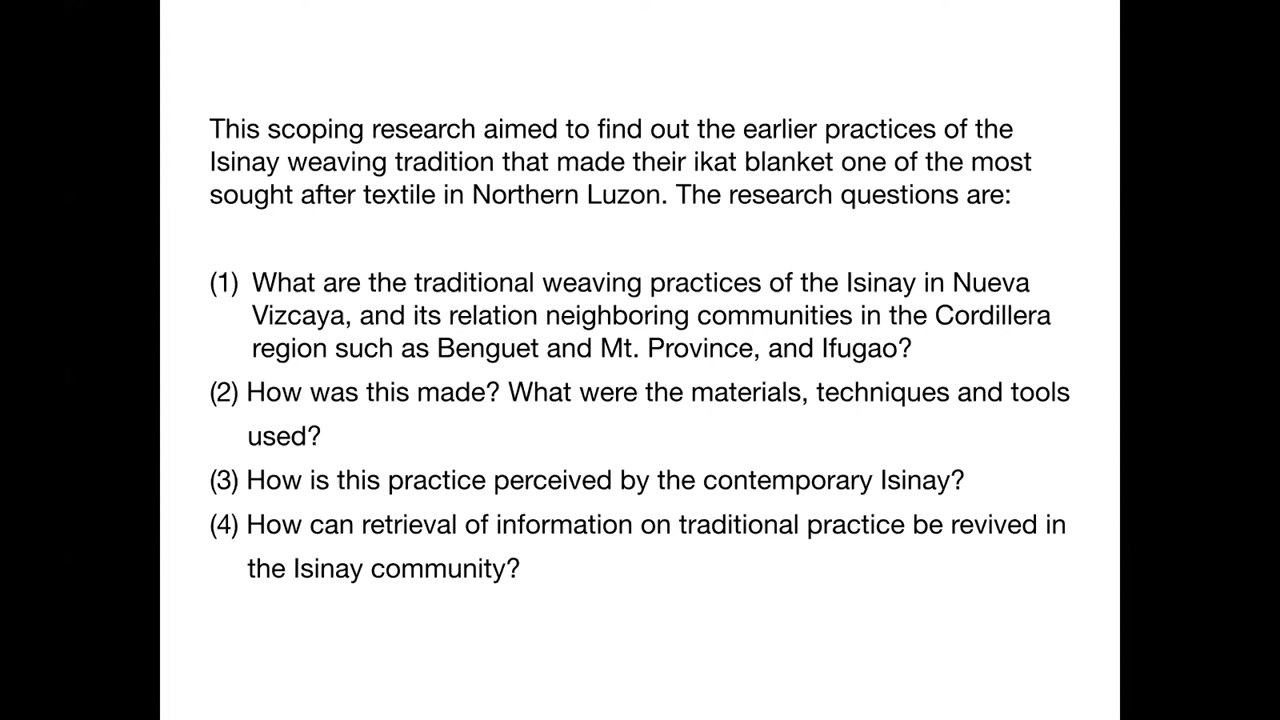 This scoping research aimed to find out the earlier practices of the
Isinay weaving tradition that made their ikat blanket one of the most
sought after textile in Northern Luzon. The research questions are:
(1) What are the traditional weaving practices of the Isinay in Nueva
Vizcaya, and its relation neighboring communities in the Cordillera
region such as Benguet and Mt. Province, and Ifugao?
(2) How was this made? What were the materials, techniques and tools
used?
(3) How is this practice perceived by the contemporary Isinay?
(4) How can retrieval of information on traditional practice be revived in
the Isinay community?